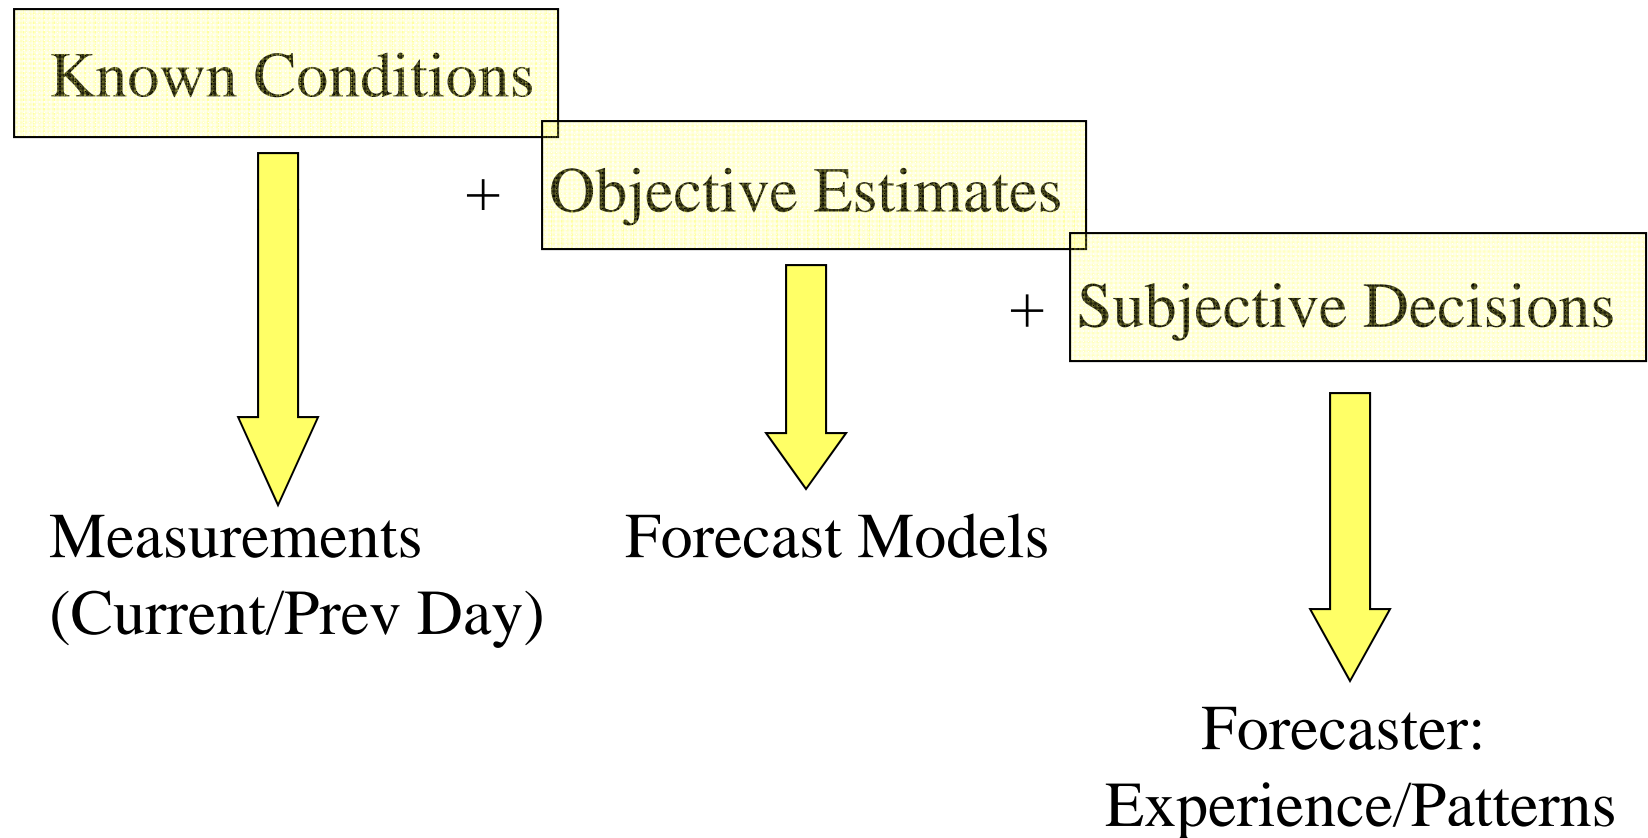 Known Conditions
+ Objective Estimates
+ Subjective Decisions
Measurements
(Current/Prev Day)
Forecast Models
Forecaster:
Experience/Patterns